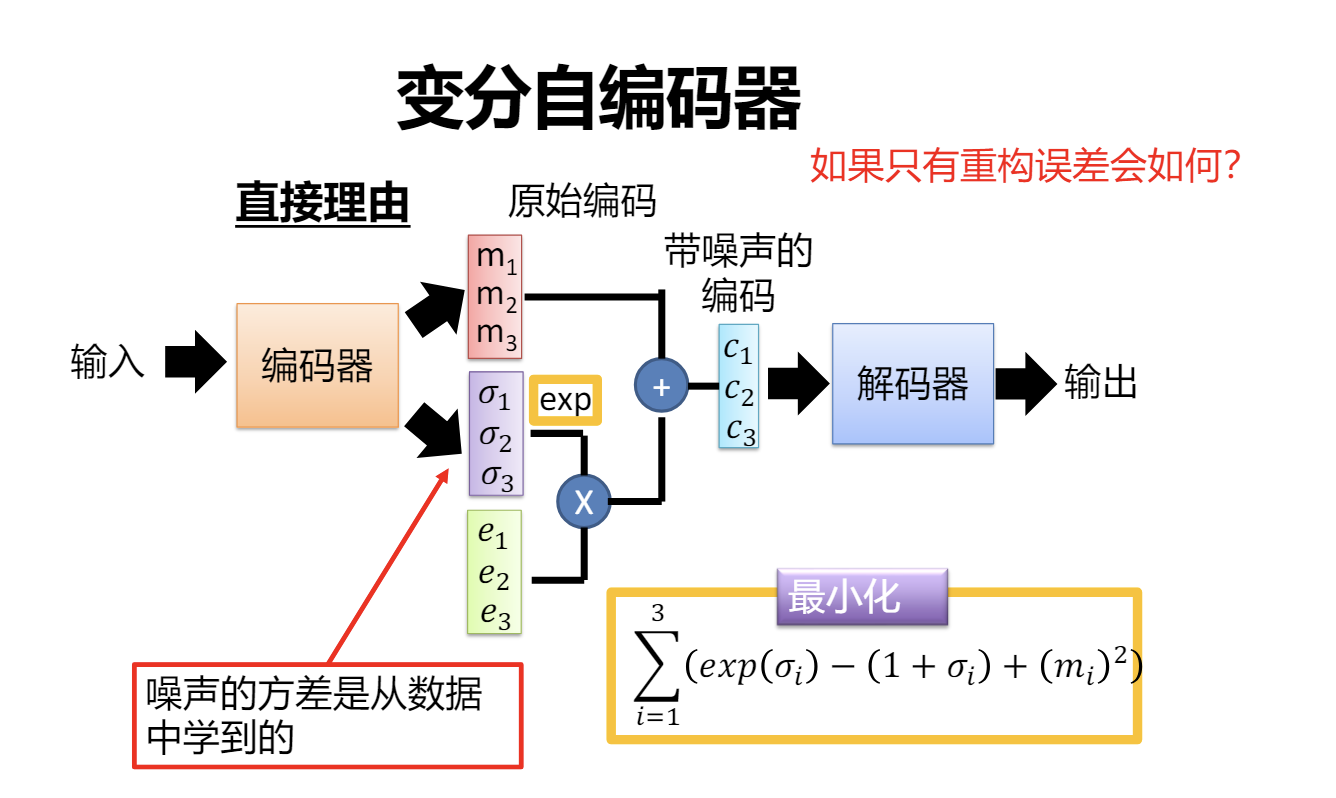 变分自编码器
如果只有重构误差会如何?
直接理由
原始编码
带噪声的
编码
m₁
m₂
m₃
输入
编码器
σ₁
σ₂
σ₃
exp
+
c₁
c₂
c₃
解码器
输出
X
e₁
e₂
e₃
最小化
∑_{i=1}^{3}(exp(σᵢ) − (1 + σᵢ) + (mᵢ)²)
噪声的方差是从数据
中学到的